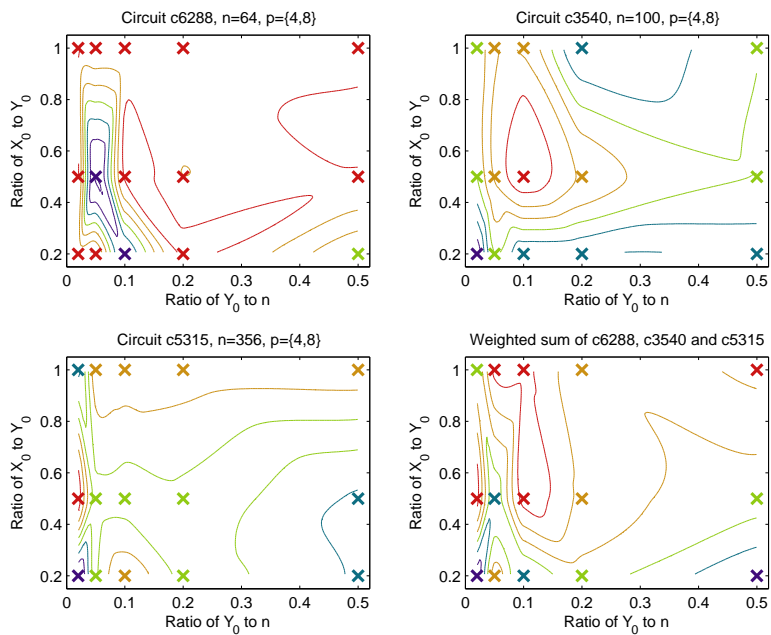 Circuit c6288, n=64, p={4,8}
Ratio of X0 to Y0
1
0.8
0.6
0.4
0.2
0 0.1 0.2 0.3 0.4 0.5
Ratio of Y0 to n
Circuit c3540, n=100, p={4,8}
Ratio of X0 to Y0
1
0.8
0.6
0.4
0.2
0 0.1 0.2 0.3 0.4 0.5
Ratio of Y0 to n
Circuit c5315, n=356, p={4,8}
Ratio of X0 to Y0
1
0.8
0.6
0.4
0.2
0 0.1 0.2 0.3 0.4 0.5
Ratio of Y0 to n
Weighted sum of c6288, c3540 and c5315
Ratio of X0 to Y0
1
0.8
0.6
0.4
0.2
0 0.1 0.2 0.3 0.4 0.5
Ratio of Y0 to n